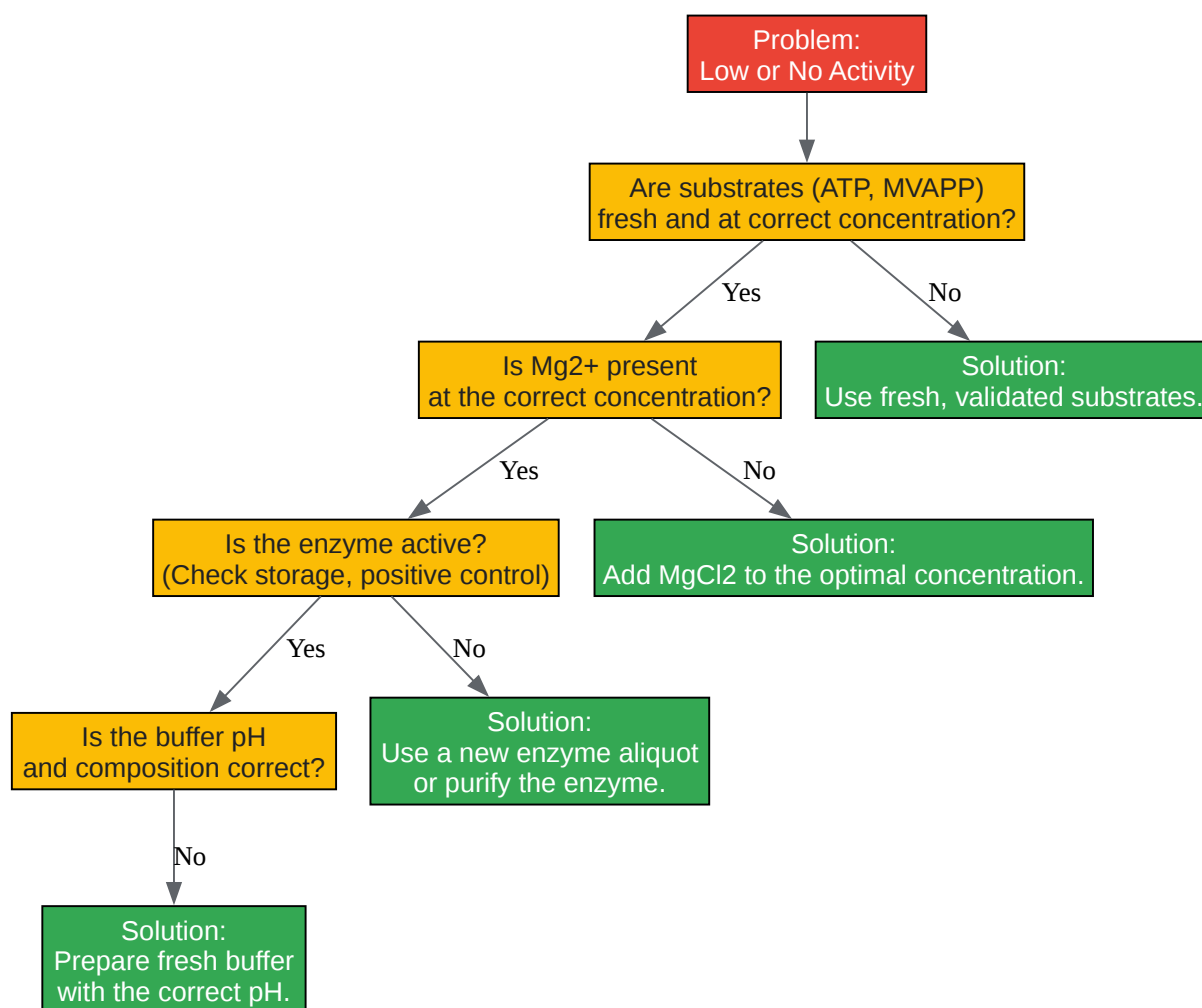 Problem:
Low or No Activity
Are substrates (ATP, MVAPP)
fresh and at correct concentration?
Yes
No
Is Mg2+ present
at the correct concentration?
Solution:
Use fresh, validated substrates.
Yes
No
Is the enzyme active?
(Check storage, positive control)
Solution:
Add MgCl2 to the optimal concentration.
Yes
No
Is the buffer pH
and composition correct?
Solution:
Use a new enzyme aliquot
or purify the enzyme.
No
Solution:
Prepare fresh buffer
with the correct pH.